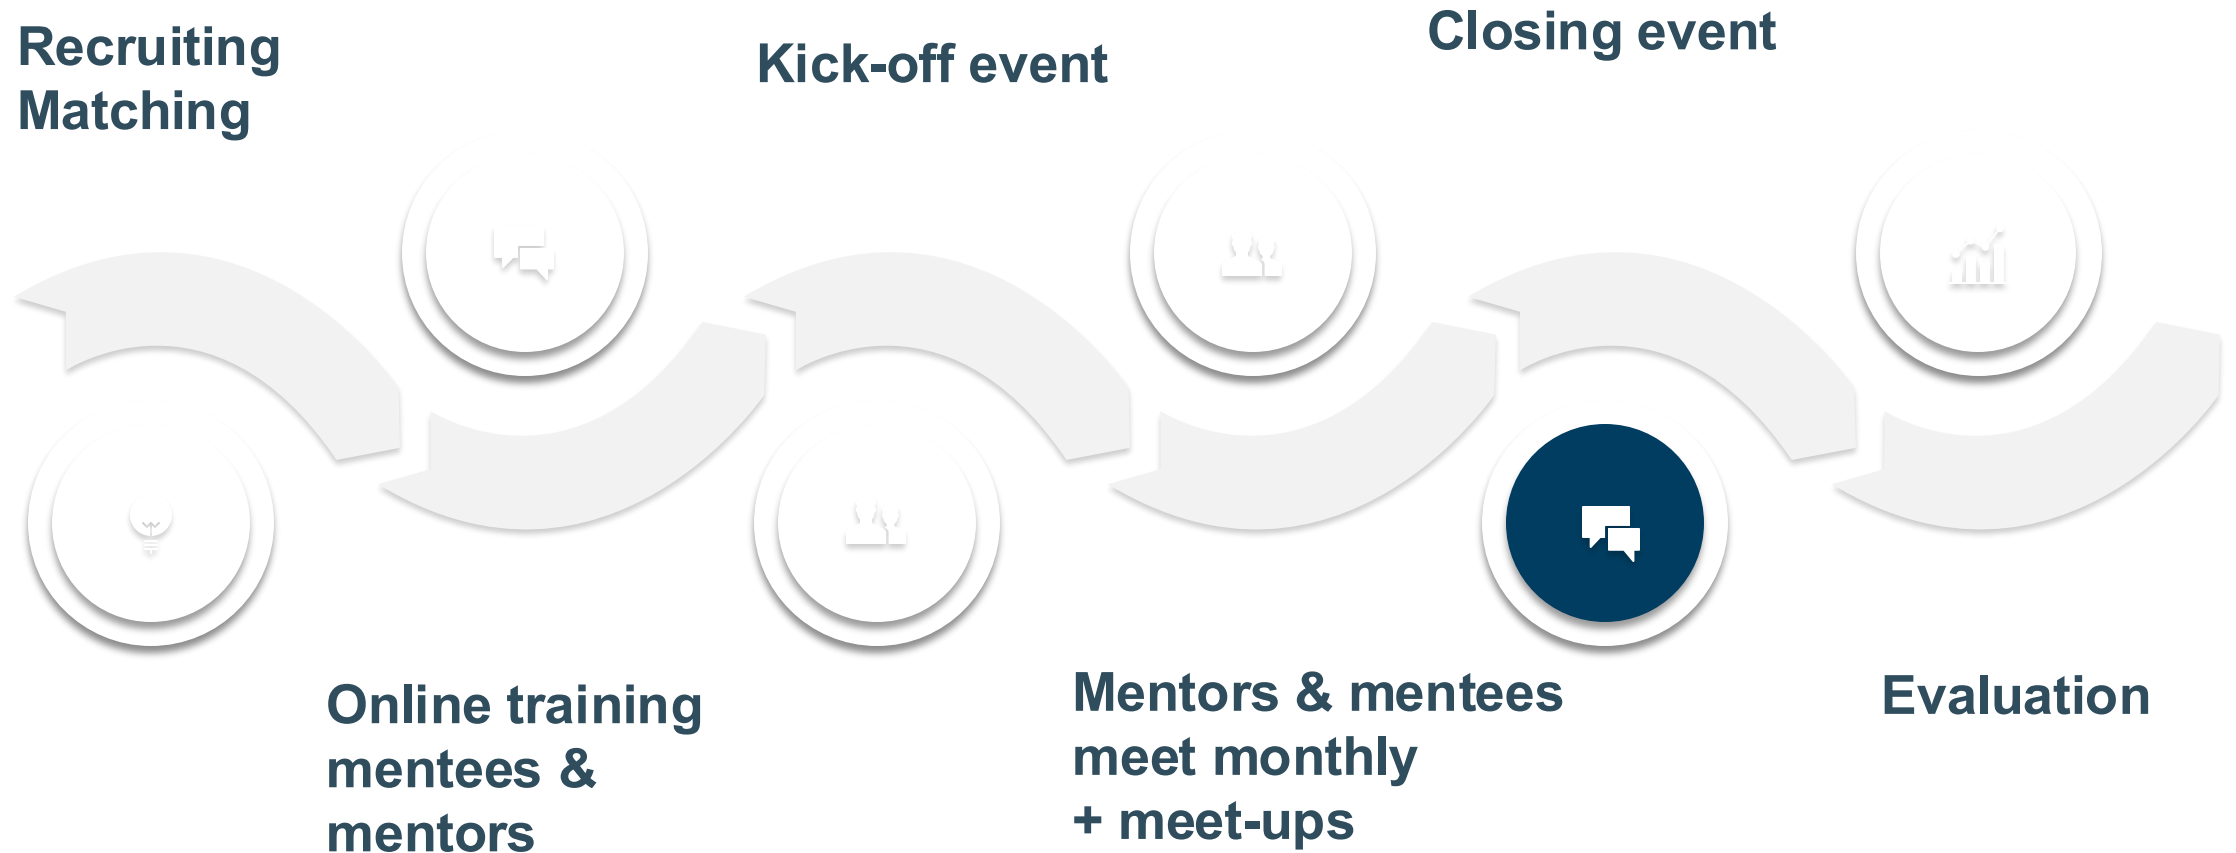 Recruiting
Matching
Online training
mentees &
mentors
Kick-off event
Mentors & mentees
meet monthly
+ meet-ups
Closing event
Evaluation